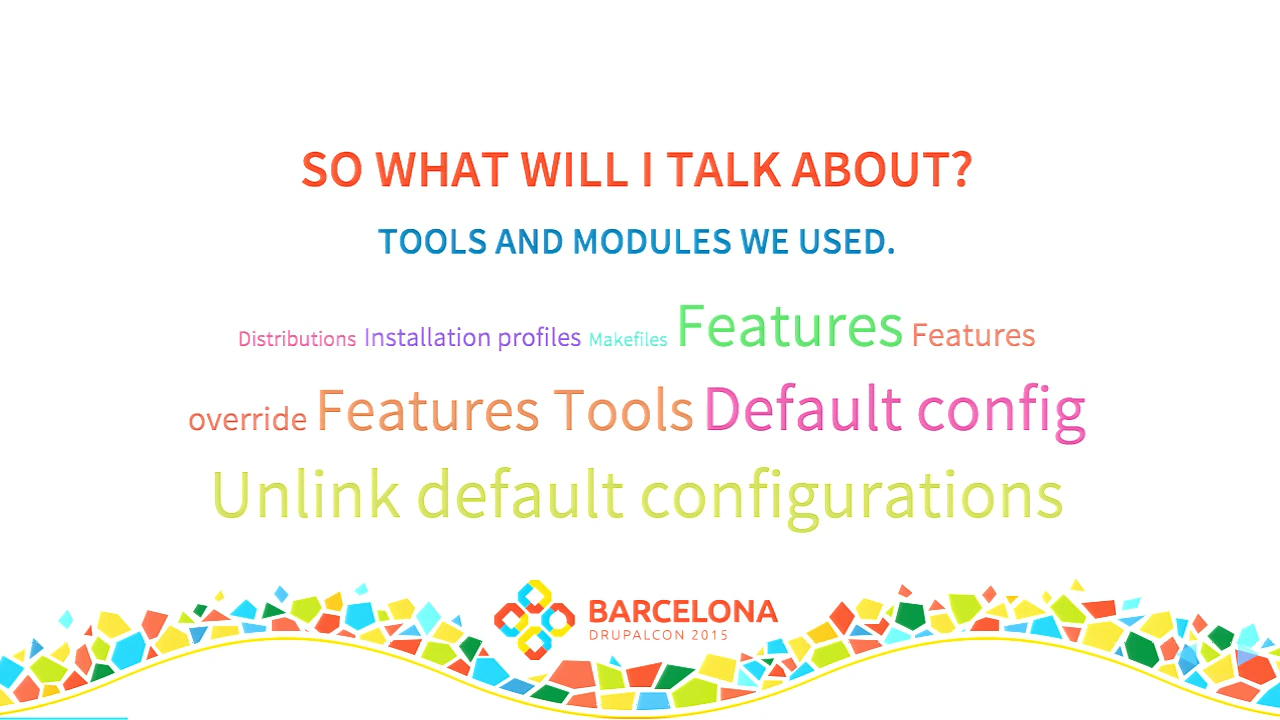 SO WHAT WILL I TALK ABOUT?
TOOLS AND MODULES WE USED.
Distributions Installation profiles Makefiles Features Features
override Features Tools Default config
Unlink default configurations
BARCELONA
DRUPALCON 2015